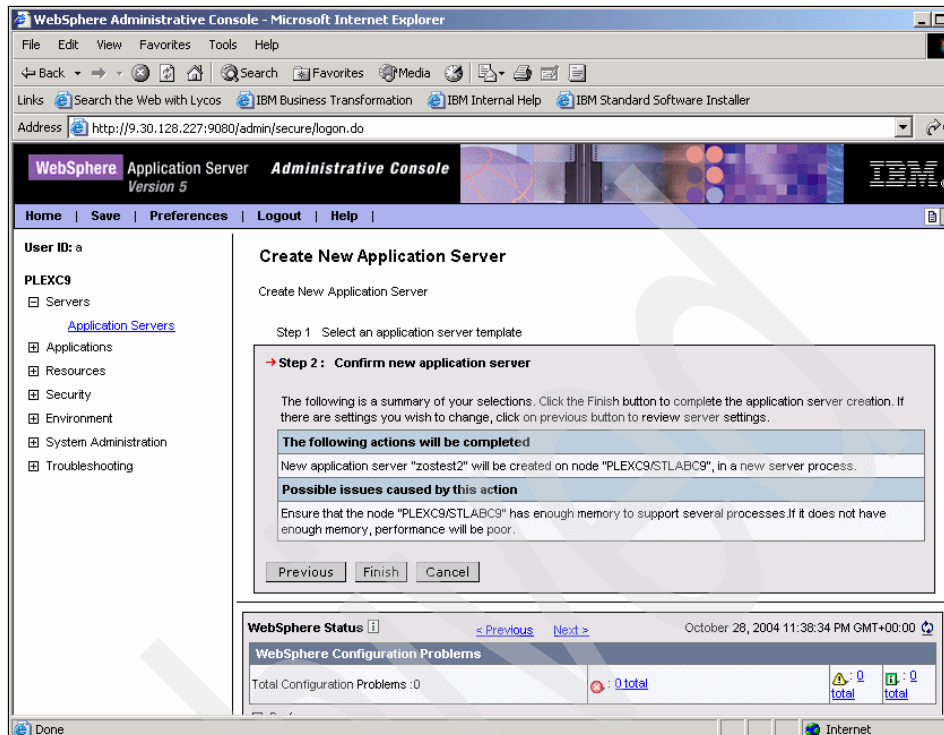 WebSphere Administrative Console - Microsoft Internet Explorer
File Edit View Favorites Tools Help
Back Search Favorites Media
Links Search the Web with Lycos IBM Business Transformation IBM Internal Help IBM Standard Software Installer
Address http://9.30.128.227:9080/admin/secure/logon.do
WebSphere Application Server Administrative Console
Version 5
IBM
Home | Save | Preferences | Logout | Help |
User ID: a
PLEXC9
Servers
Application Servers
Applications
Resources
Security
Environment
System Administration
Troubleshooting
Create New Application Server
Create New Application Server
Step 1 Select an application server template
Step 2 : Confirm new application server
The following is a summary of your selections. Click the Finish button to complete the application server creation. If
there are settings you wish to change, click on previous button to review server settings.
The following actions will be completed
New application server "zostest2" will be created on node "PLEXC9/STLABC9", in a new server process.
Possible issues caused by this action
Ensure that the node "PLEXC9/STLABC9" has enough memory to support several processes.If it does not have
enough memory, performance will be poor.
Previous Finish Cancel
WebSphere Status < Previous Next > October 28, 2004 11:38:34 PM GMT+00:00
WebSphere Configuration Problems
Total Configuration Problems :0 : 0 total : 0 total : 0 total
Done Internet